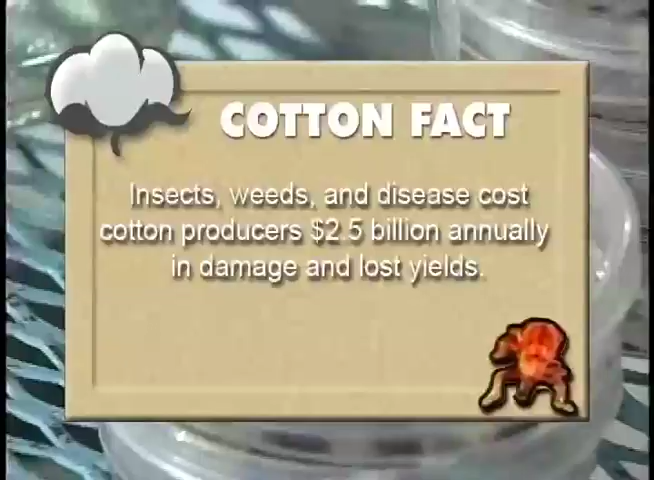 COTTON FACT
Insects, weeds, and disease cost
cotton producers $2.5 billion annually
in damage and lost yields.